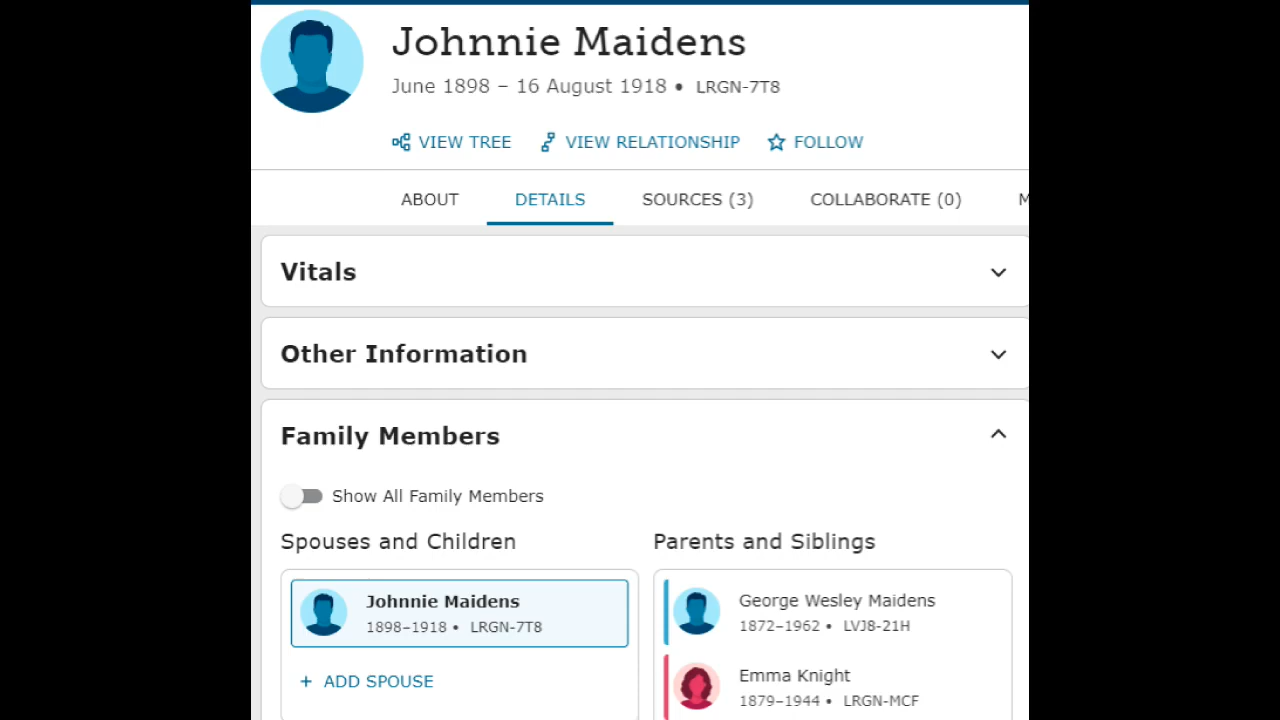 Johnnie Maidens
June 1898 – 16 August 1918 • LRGN-7T8
VIEW TREE VIEW RELATIONSHIP FOLLOW
ABOUT DETAILS SOURCES (3) COLLABORATE (0) M
Vitals
Other Information
Family Members
Show All Family Members
Spouses and Children
Johnnie Maidens
1898–1918 • LRGN-7T8
+ ADD SPOUSE
Parents and Siblings
George Wesley Maidens
1872–1962 • LVJ8-21H
Emma Knight
1879–1944 • LRGN-MCF